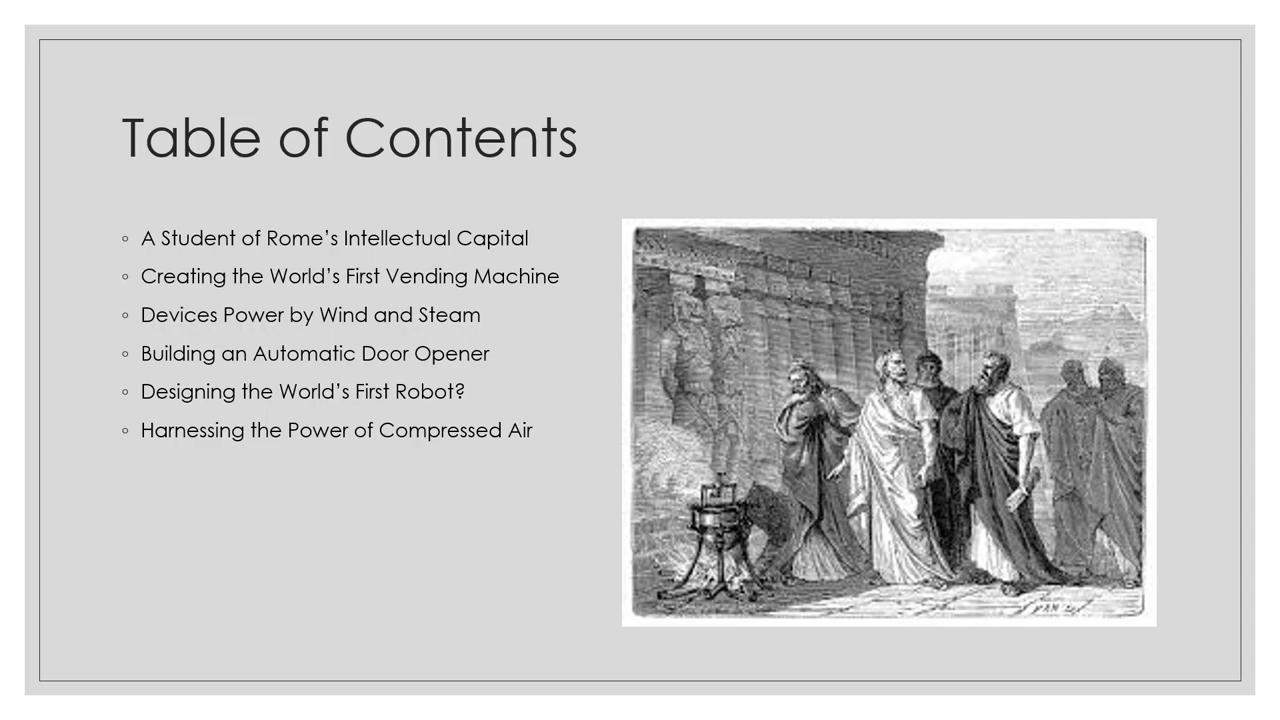 Table of Contents
◦ A Student of Rome’s Intellectual Capital
◦ Creating the World’s First Vending Machine
◦ Devices Power by Wind and Steam
◦ Building an Automatic Door Opener
◦ Designing the World’s First Robot?
◦ Harnessing the Power of Compressed Air